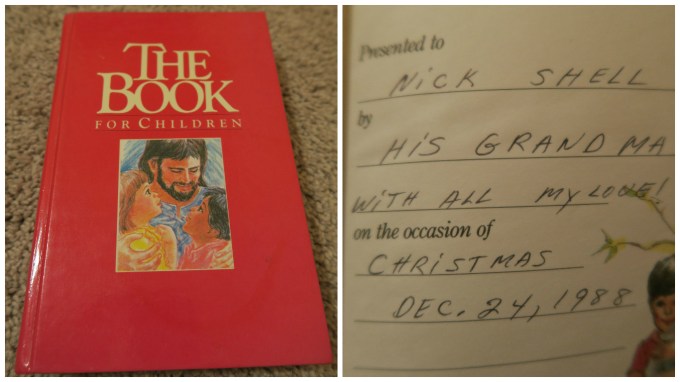 THE
BOOK
FOR CHILDREN
Presented to
NiCK SHELL
by
HiS GRANDMA
WiTH ALL MY LOVE!
on the occasion of
CHRiSTMAS
DEC. 24, 1988